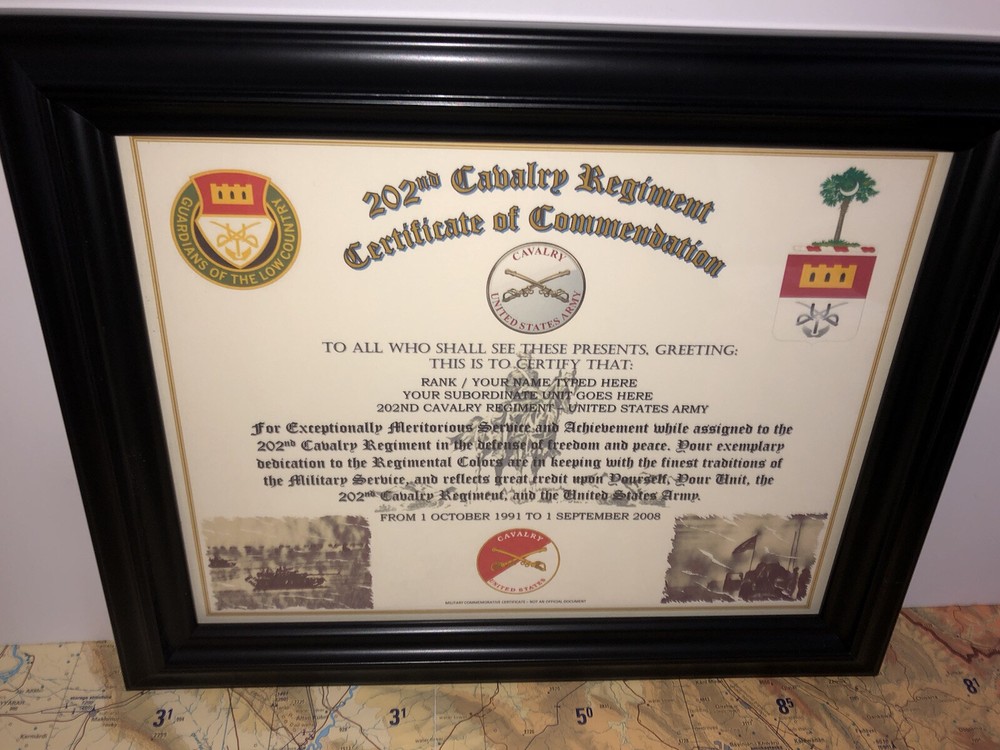 202nd Cavalry Regiment
Certificate of Commendation
GUARDIANS OF THE LOW COUNTRY
CAVALRY
UNITED STATES ARMY
TO ALL WHO SHALL SEE THESE PRESENTS, GREETING:
THIS IS TO CERTIFY THAT:
RANK / YOUR NAME TYPED HERE
YOUR SUBORDINATE UNIT GOES HERE
202ND CAVALRY REGIMENT - UNITED STATES ARMY
For Exceptionally Meritorious Service and Achievement while assigned to the
202nd Cavalry Regiment in the defense of freedom and peace. Your exemplary
dedication to the Regimental Colors are in keeping with the finest traditions of
the Military Service, and reflects great credit upon Yourself, Your Unit, the
202nd Cavalry Regiment, and the United States Army.
FROM 1 OCTOBER 1991 TO 1 SEPTEMBER 2008
CAVALRY
UNITED STATES
MILITARY COMMEMORATIVE CERTIFICATE - NOT AN OFFICIAL DOCUMENT
31
31
50
85
81